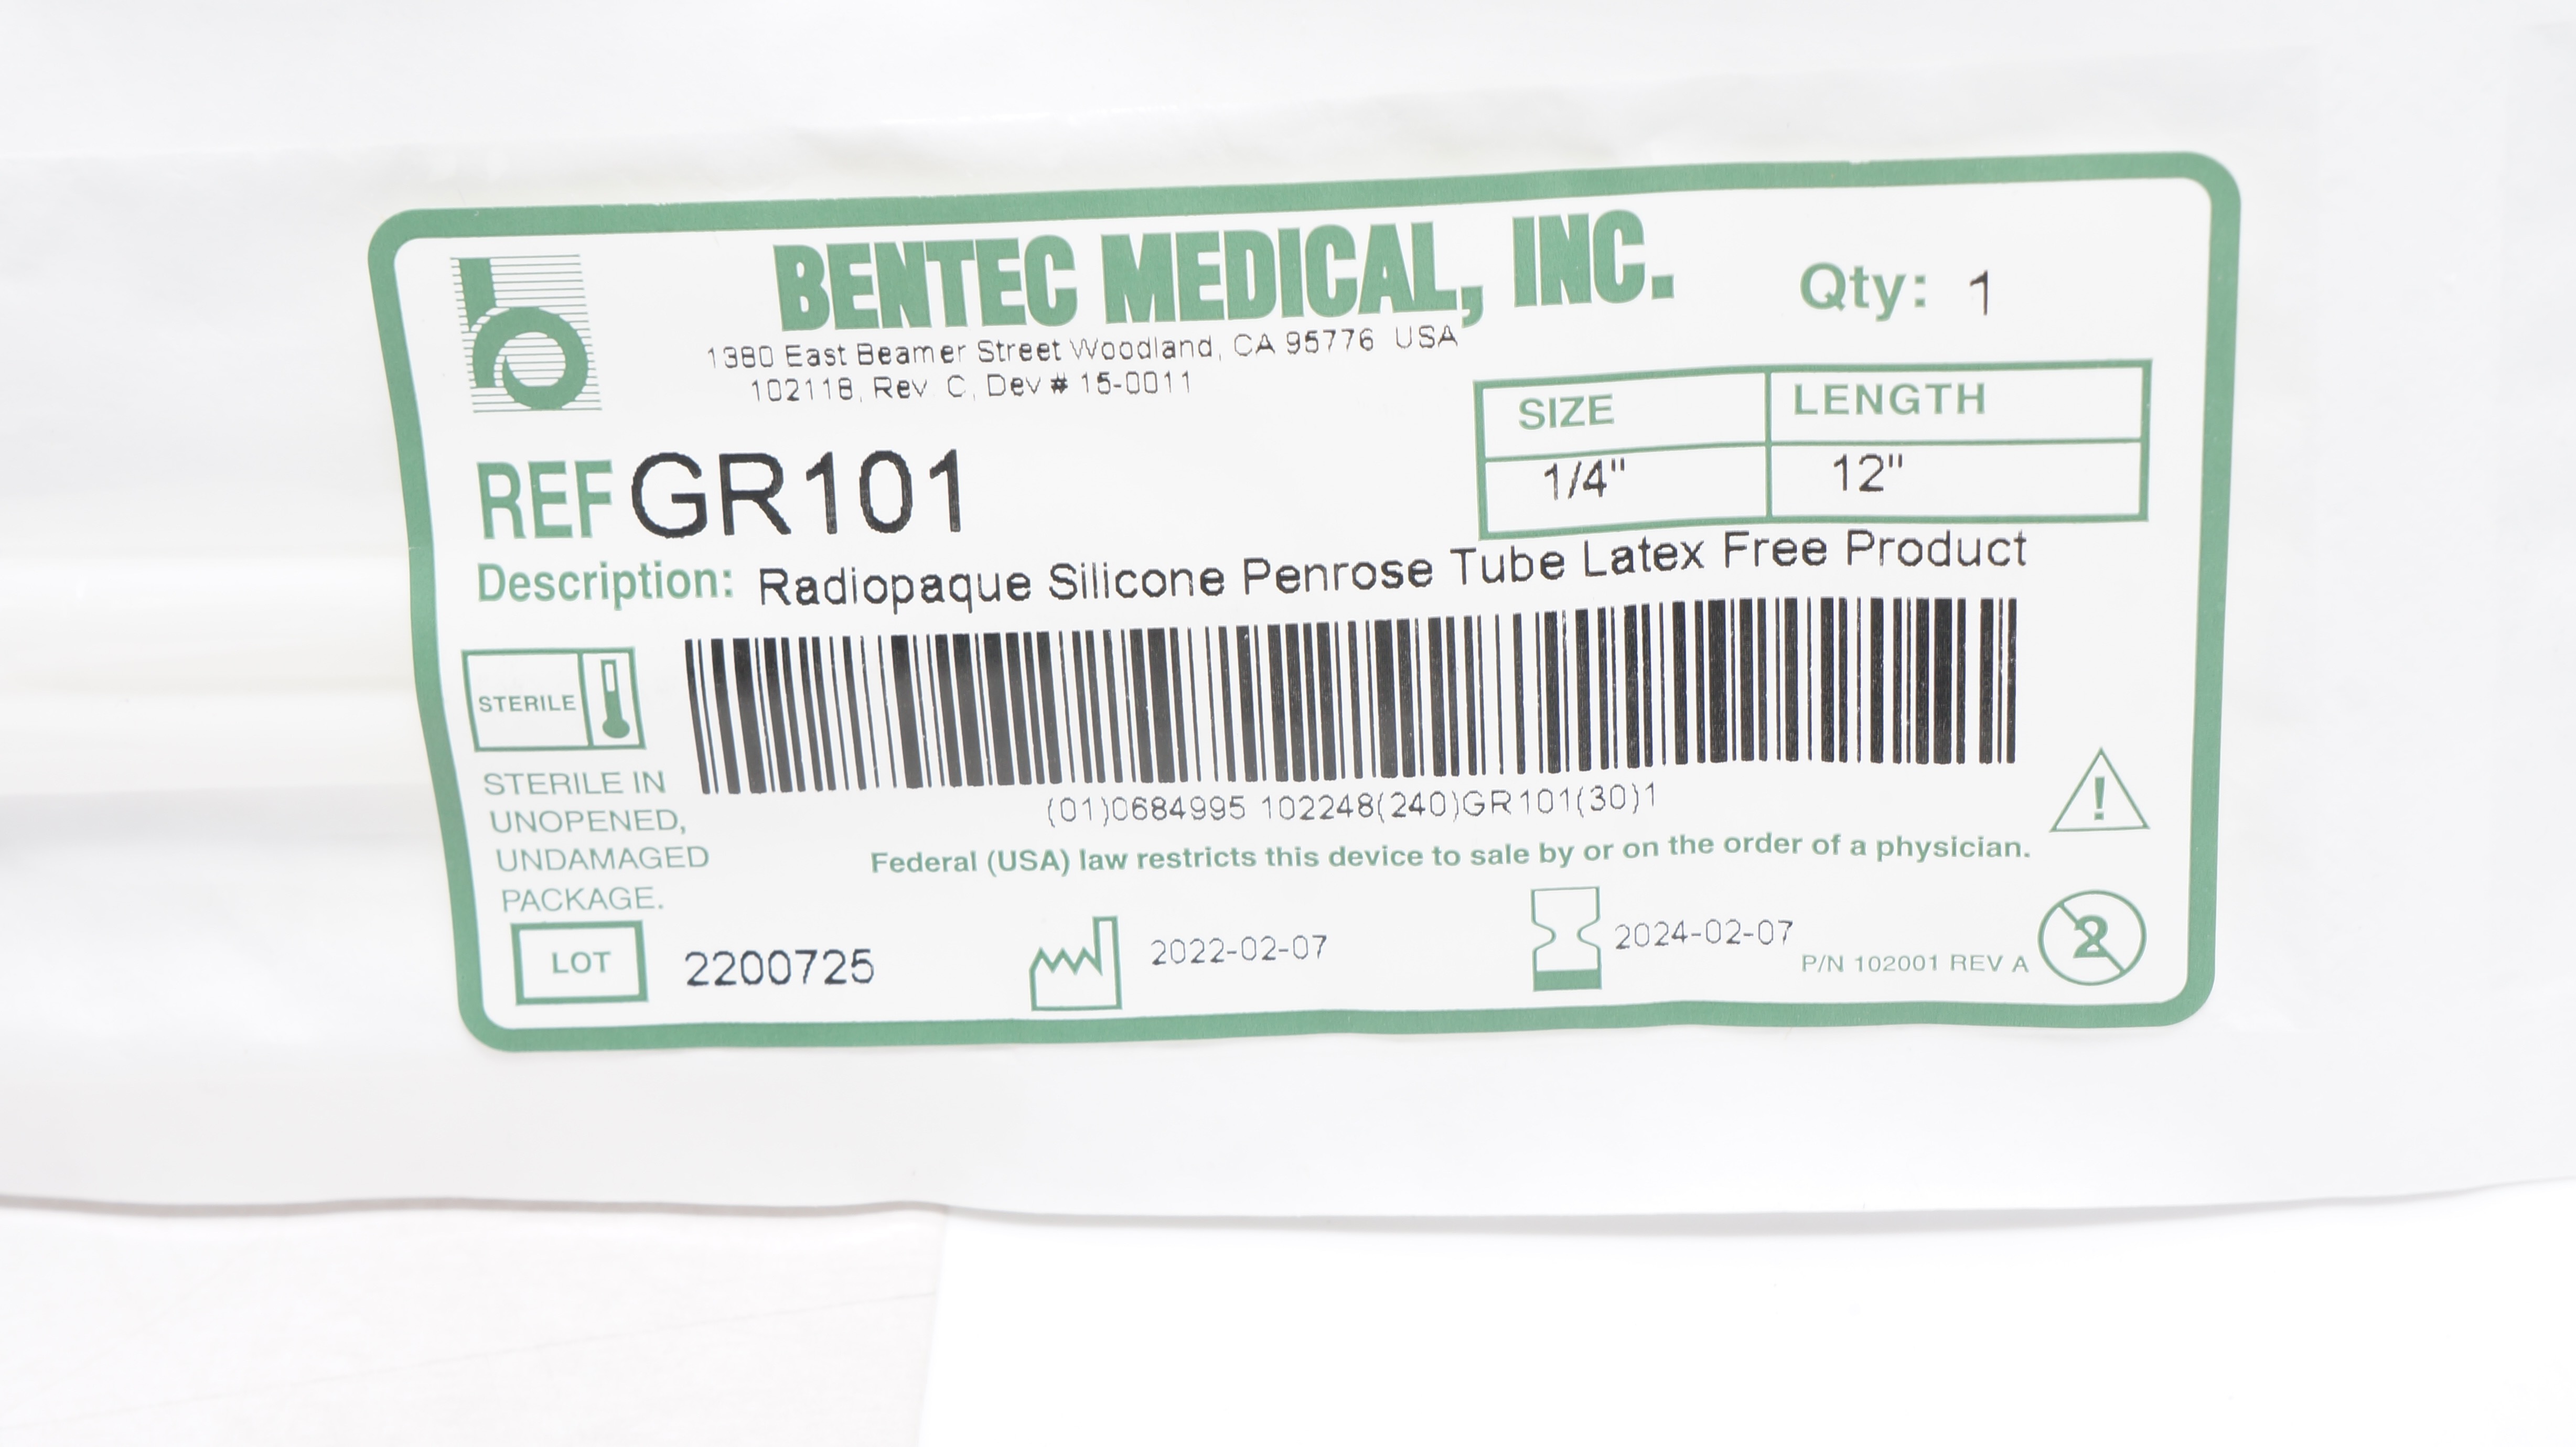 BENTEC MEDICAL, INC.
Qty: 1
1380 East Beamer Street Woodland, CA 95776 USA
102118, Rev. C, Dev # 15-0011
SIZE LENGTH
1/4" 12"
REF GR101
Description: Radiopaque Silicone Penrose Tube Latex Free Product
STERILE
(01)0684995 102248(240)GR101(30)1
STERILE IN
UNOPENED,
UNDAMAGED
PACKAGE.
!
Federal (USA) law restricts this device to sale by or on the order of a physician.
LOT 2200725
2022-02-07
2024-02-07
P/N 102001 REV A
2